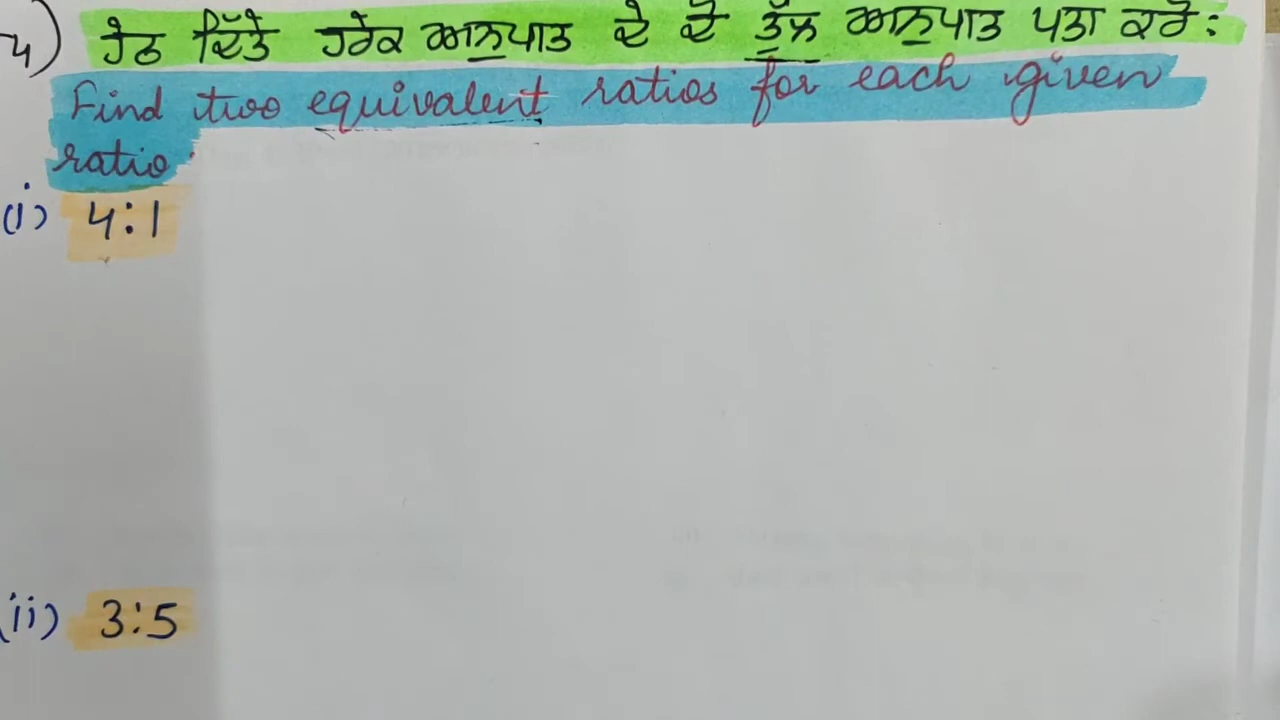 4) ਹੇਠ ਦਿੱਤੇ ਹਰੇਕ ਅਨੁਪਾਤ ਦੇ ਦੋ ਤੁੱਲ ਅਨੁਪਾਤ ਪਤਾ ਕਰੋ:
Find two equivalent ratios for each given
ratio.
(i) 4:1
(ii) 3:5